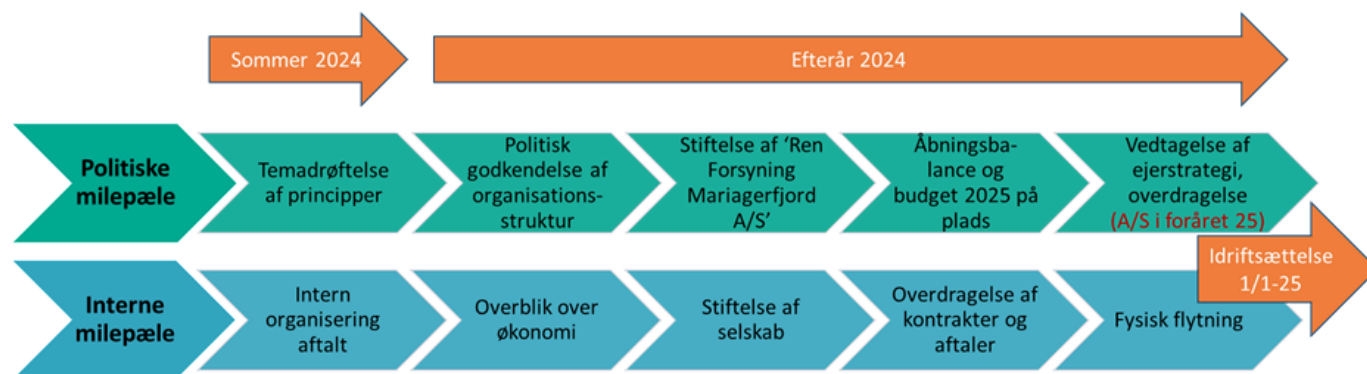 Sommer 2024
Efterår 2024
Politiske
milepæle
Temadrøftelse
af principper
Politisk
godkendelse af
organisations-
struktur
Stiftelse af ‘Ren
Forsyning
Mariagerfjord
A/S’
Åbningsba-
lance og
budget 2025 på
plads
Vedtagelse af
ejerstrategi,
overdragelse
(A/S i foråret 25)
Idriftsættelse
1/1-25
Interne
milepæle
Intern
organisering
aftalt
Overblik over
økonomi
Stiftelse af
selskab
Overdragelse af
kontrakter og
aftaler
Fysisk flytning